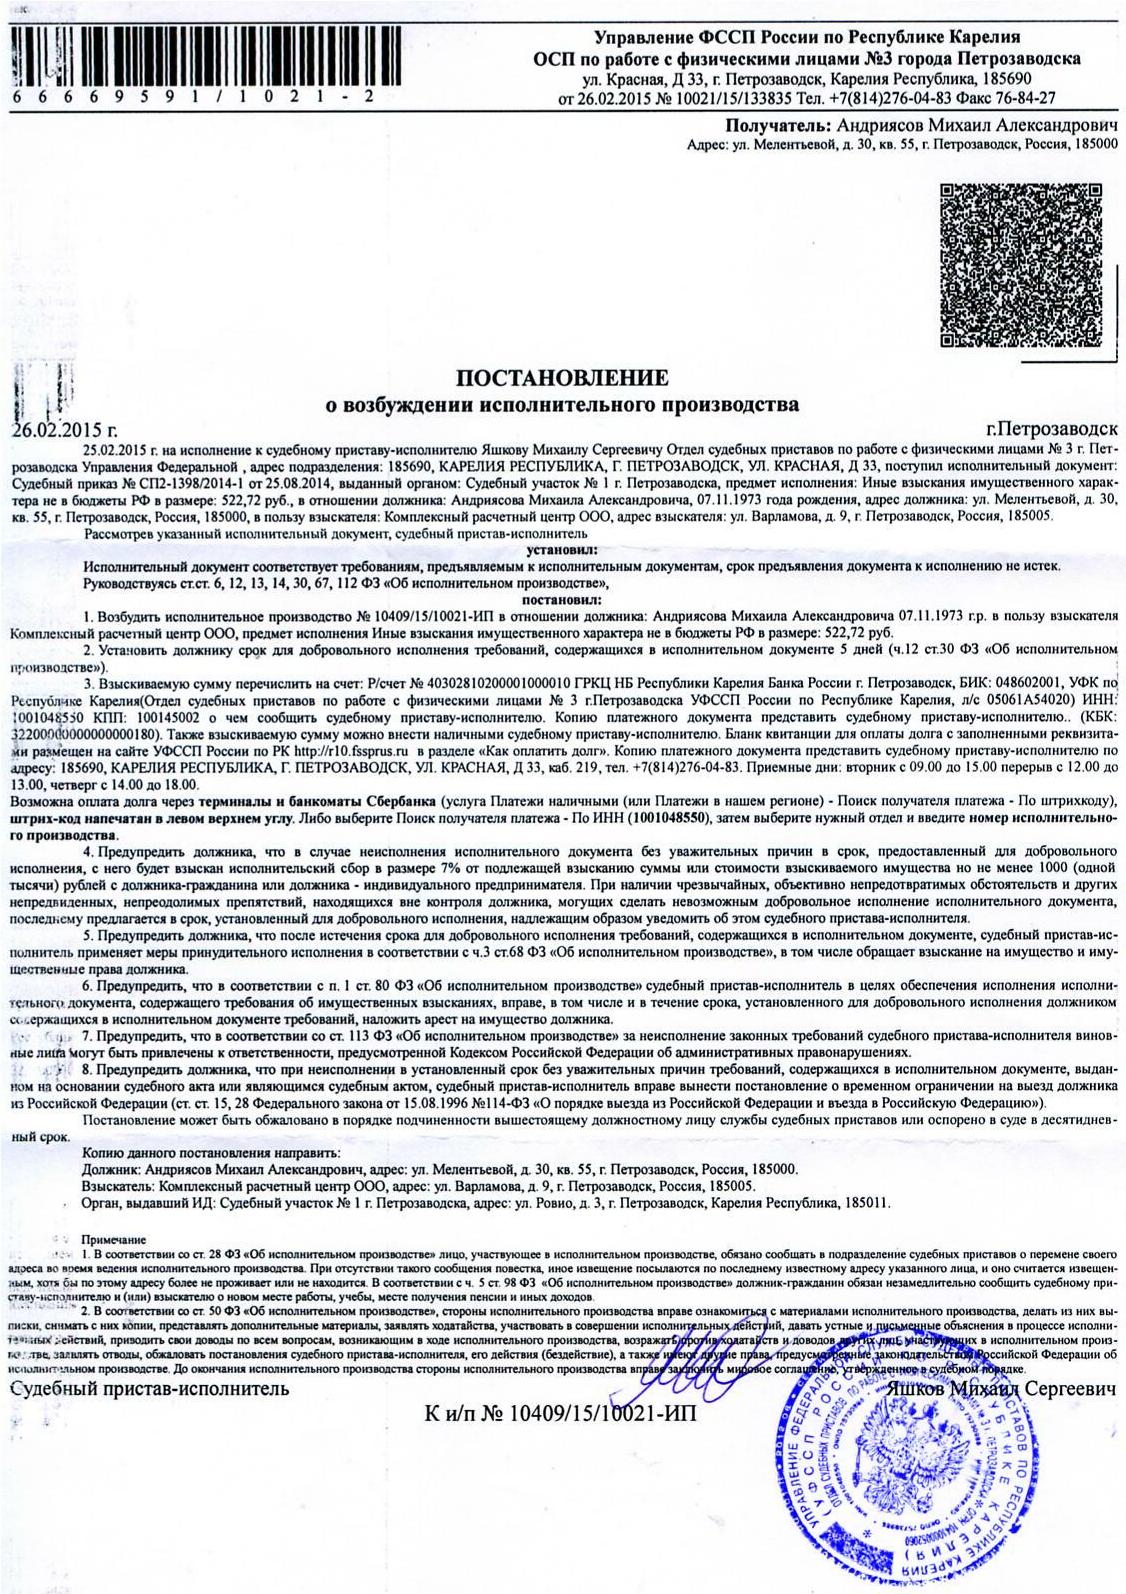 66669591/1021-2
Управление ФССП России по Республике Карелия
ОСП по работе с физическими лицами №3 города Петрозаводска
ул. Красная, Д 33, г. Петрозаводск, Карелия Республика, 185690
от 26.02.2015 № 10021/15/133835 Тел. +7(814)276-04-83 Факс 76-84-27
Получатель: Андриясов Михаил Александрович
Адрес: ул. Мелентьевой, д. 30, кв. 55, г. Петрозаводск, Россия, 185000
ПОСТАНОВЛЕНИЕ
о возбуждении исполнительного производства
26.02.2015 г.
г.Петрозаводск
25.02.2015 г. на исполнение к судебному приставу-исполнителю Яшкову Михаилу Сергеевичу Отдел судебных приставов по работе с физическими лицами № 3 г. Пет-
розаводска Управления Федеральной , адрес подразделения: 185690, КАРЕЛИЯ РЕСПУБЛИКА, Г. ПЕТРОЗАВОДСК, УЛ. КРАСНАЯ, Д 33, поступил исполнительный документ:
Судебный приказ № СП2-1398/2014-1 от 25.08.2014, выданный органом: Судебный участок № 1 г. Петрозаводска, предмет исполнения: Иные взыскания имущественного харак-
тера не в бюджеты РФ в размере: 522,72 руб., в отношении должника: Андриясова Михаила Александровича, 07.11.1973 года рождения, адрес должника: ул. Мелентьевой, д. 30,
кв. 55, г. Петрозаводск, Россия, 185000, в пользу взыскателя: Комплексный расчетный центр ООО, адрес взыскателя: ул. Варламова, д. 9, г. Петрозаводск, Россия, 185005.
Рассмотрев указанный исполнительный документ, судебный пристав-исполнитель
установил:
Исполнительный документ соответствует требованиям, предъявляемым к исполнительным документам, срок предъявления документа к исполнению не истек.
Руководствуясь ст.ст. 6, 12, 13, 14, 30, 67, 112 ФЗ «Об исполнительном производстве»,
постановил:
1. Возбудить исполнительное производство № 10409/15/10021-ИП в отношении должника: Андриясова Михаила Александровича 07.11.1973 г.р. в пользу взыскателя
Комплексный расчетный центр ООО, предмет исполнения Иные взыскания имущественного характера не в бюджеты РФ в размере: 522,72 руб.
2. Установить должнику срок для добровольного исполнения требований, содержащихся в исполнительном документе 5 дней (ч.12 ст.30 ФЗ «Об исполнительном
производстве»).
3. Взыскиваемую сумму перечислить на счет: Р/счет № 40302810200001000010 ГРКЦ НБ Республики Карелия Банка России г. Петрозаводск, БИК: 048602001, УФК по
Республике Карелия(Отдел судебных приставов по работе с физическими лицами № 3 г.Петрозаводска УФССП России по Республике Карелия, л/с 05061А54020) ИНН:
1001048550 КПП: 100145002 о чем сообщить судебному приставу-исполнителю. Копию платежного документа представить судебному приставу-исполнителю.. (КБК:
32200000000000000180). Также взыскиваемую сумму можно внести наличными судебному приставу-исполнителю. Бланк квитанции для оплаты долга с заполненными реквизита-
ми размещен на сайте УФССП России по РК http://r10.fssprus.ru в разделе «Как оплатить долг». Копию платежного документа представить судебному приставу-исполнителю по
адресу: 185690, КАРЕЛИЯ РЕСПУБЛИКА, Г. ПЕТРОЗАВОДСК, УЛ. КРАСНАЯ, Д 33, каб. 219, тел. +7(814)276-04-83. Приемные дни: вторник с 09.00 до 15.00 перерыв с 12.00 до
13.00, четверг с 14.00 до 18.00.
Возможна оплата долга через терминалы и банкоматы Сбербанка (услуга Платежи наличными (или Платежи в нашем регионе) - Поиск получателя платежа - По штрихкоду),
штрих-код напечатан в левом верхнем углу. Либо выберите Поиск получателя платежа - По ИНН (1001048550), затем выберите нужный отдел и введите номер исполнительно-
го производства.
4. Предупредить должника, что в случае неисполнения исполнительного документа без уважительных причин в срок, предоставленный для добровольного
исполнения, с него будет взыскан исполнительский сбор в размере 7% от подлежащей взысканию суммы или стоимости взыскиваемого имущества но не менее 1000 (одной
тысячи) рублей с должника-гражданина или должника - индивидуального предпринимателя. При наличии чрезвычайных, объективно непредотвратимых обстоятельств и других
непредвиденных, непреодолимых препятствий, находящихся вне контроля должника, могущих сделать невозможным добровольное исполнение исполнительного документа,
последнему предлагается в срок, установленный для добровольного исполнения, надлежащим образом уведомить об этом судебного пристава-исполнителя.
5. Предупредить должника, что после истечения срока для добровольного исполнения требований, содержащихся в исполнительном документе, судебный пристав-ис-
полнитель применяет меры принудительного исполнения в соответствии с ч.3 ст.68 ФЗ «Об исполнительном производстве», в том числе обращает взыскание на имущество и иму-
щественные права должника.
6. Предупредить, что в соответствии с п. 1 ст. 80 ФЗ «Об исполнительном производстве» судебный пристав-исполнитель в целях обеспечения исполнения исполни-
тельного документа, содержащего требования об имущественных взысканиях, вправе, в том числе и в течение срока, установленного для добровольного исполнения должником
содержащихся в исполнительном документе требований, наложить арест на имущество должника.
7. Предупредить, что в соответствии со ст. 113 ФЗ «Об исполнительном производстве» за неисполнение законных требований судебного пристава-исполнителя винов-
ные лица могут быть привлечены к ответственности, предусмотренной Кодексом Российской Федерации об административных правонарушениях.
8. Предупредить должника, что при неисполнении в установленный срок без уважительных причин требований, содержащихся в исполнительном документе, выдан-
ном на основании судебного акта или являющимся судебным актом, судебный пристав-исполнитель вправе вынести постановление о временном ограничении на выезд должника
из Российской Федерации (ст. ст. 15, 28 Федерального закона от 15.08.1996 №114-ФЗ «О порядке выезда из Российской Федерации и въезда в Российскую Федерацию»).
Постановление может быть обжаловано в порядке подчиненности вышестоящему должностному лицу службы судебных приставов или оспорено в суде в десятиднев-
ный срок.
Копию данного постановления направить:
Должник: Андриясов Михаил Александрович, адрес: ул. Мелентьевой, д. 30, кв. 55, г. Петрозаводск, Россия, 185000.
Взыскатель: Комплексный расчетный центр ООО, адрес: ул. Варламова, д. 9, г. Петрозаводск, Россия, 185005.
Орган, выдавший ИД: Судебный участок № 1 г. Петрозаводска, адрес: ул. Ровио, д. 3, г. Петрозаводск, Карелия Республика, 185011.
Примечание
1. В соответствии со ст. 28 ФЗ «Об исполнительном производстве» лицо, участвующее в исполнительном производстве, обязано сообщать в подразделение судебных приставов о перемене своего
адреса во время ведения исполнительного производства. При отсутствии такого сообщения повестка, иное извещение посылаются по последнему известному адресу указанного лица, и оно считается извещен-
ным, хотя бы по этому адресу более не проживает или не находится. В соответствии с ч. 5 ст. 98 ФЗ «Об исполнительном производстве» должник-гражданин обязан незамедлительно сообщить судебному при-
ставу-исполнителю и (или) взыскателю о новом месте работы, учебы, месте получения пенсии и иных доходов.
2. В соответствии со ст. 50 ФЗ «Об исполнительном производстве», стороны исполнительного производства вправе ознакомиться с материалами исполнительного производства, делать из них вы-
писки, снимать с них копии, представлять дополнительные материалы, заявлять ходатайства, участвовать в совершении исполнительных действий, давать устные и письменные объяснения в процессе исполни-
тельных действий, приводить свои доводы по всем вопросам, возникающим в ходе исполнительного производства, возражать против ходатайств и доводов других лиц, участвующих в исполнительном произ-
водстве, заявлять отводы, обжаловать постановления судебного пристава-исполнителя, его действия (бездействие), а также имеют другие права, предусмотренные законодательством Российской Федерации об
исполнительном производстве. До окончания исполнительного производства стороны исполнительного производства вправе заключить мировое соглашение, утвержденное в судебном порядке.
Судебный пристав-исполнитель
Яшков Михаил Сергеевич
К и/п № 10409/15/10021-ИП